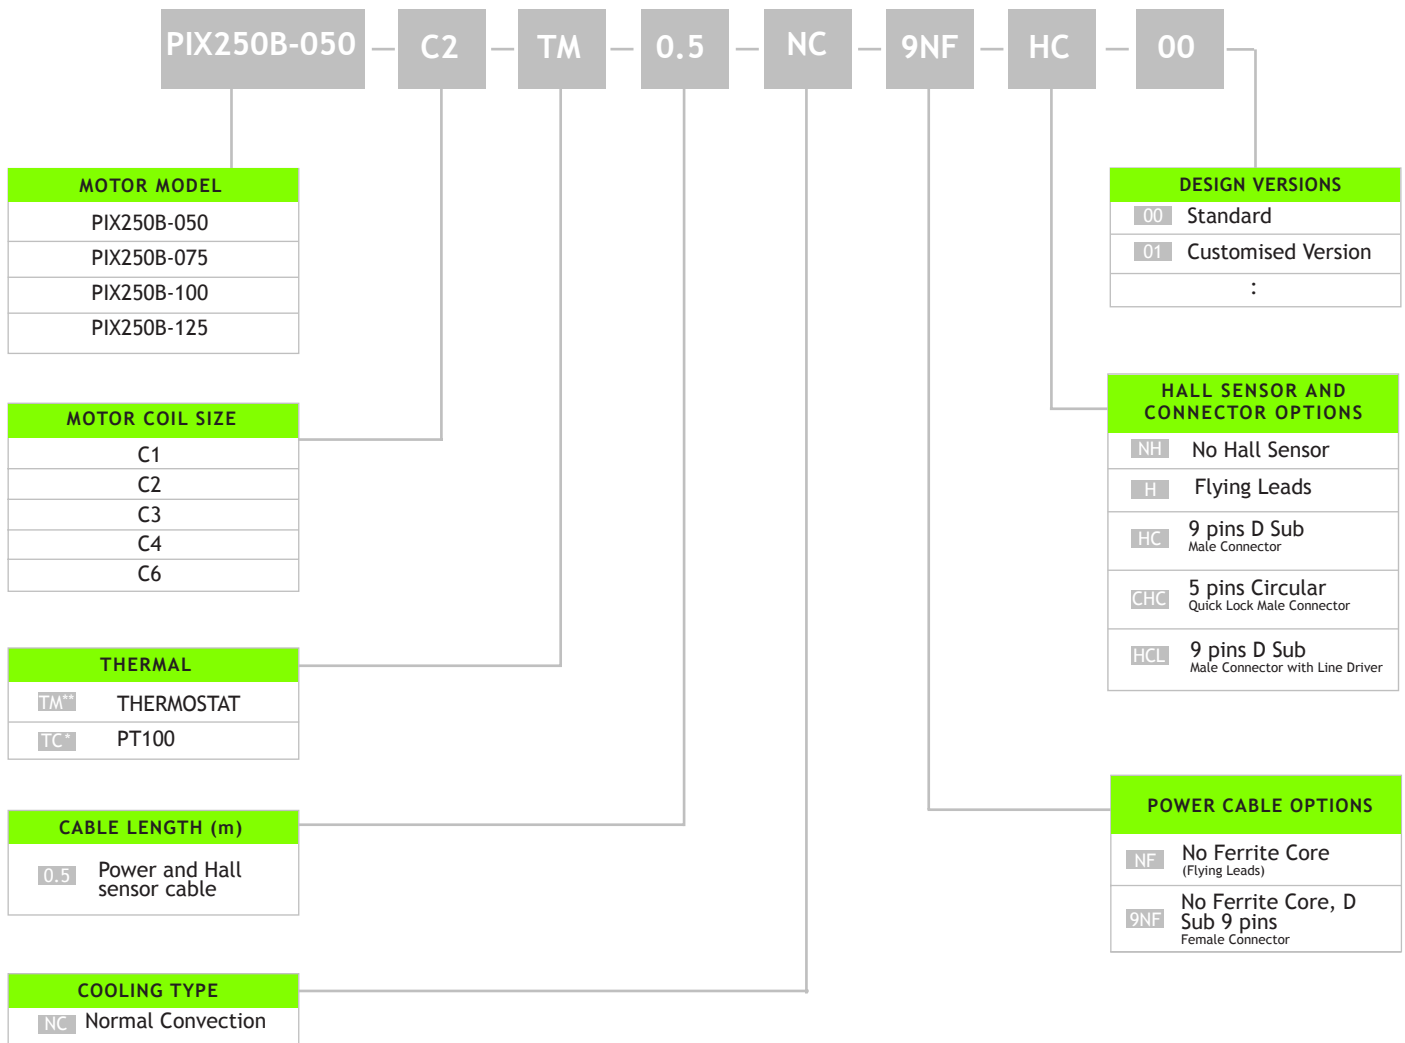 PIX250B-050 – C2 – TM – 0.5 – NC – 9NF – HC – 00
MOTOR MODEL
PIX250B-050
PIX250B-075
PIX250B-100
PIX250B-125
MOTOR COIL SIZE
C1
C2
C3
C4
C6
THERMAL
TM** THERMOSTAT
TC* PT100
CABLE LENGTH (m)
0.5 Power and Hall
sensor cable
COOLING TYPE
NC Normal Convection
DESIGN VERSIONS
00 Standard
01 Customised Version
:
HALL SENSOR AND
CONNECTOR OPTIONS
NH No Hall Sensor
H Flying Leads
HC 9 pins D Sub
Male Connector
CHC 5 pins Circular
Quick Lock Male Connector
HCL 9 pins D Sub
Male Connector with Line Driver
POWER CABLE OPTIONS
NF No Ferrite Core
(Flying Leads)
9NF No Ferrite Core, D
Sub 9 pins
Female Connector